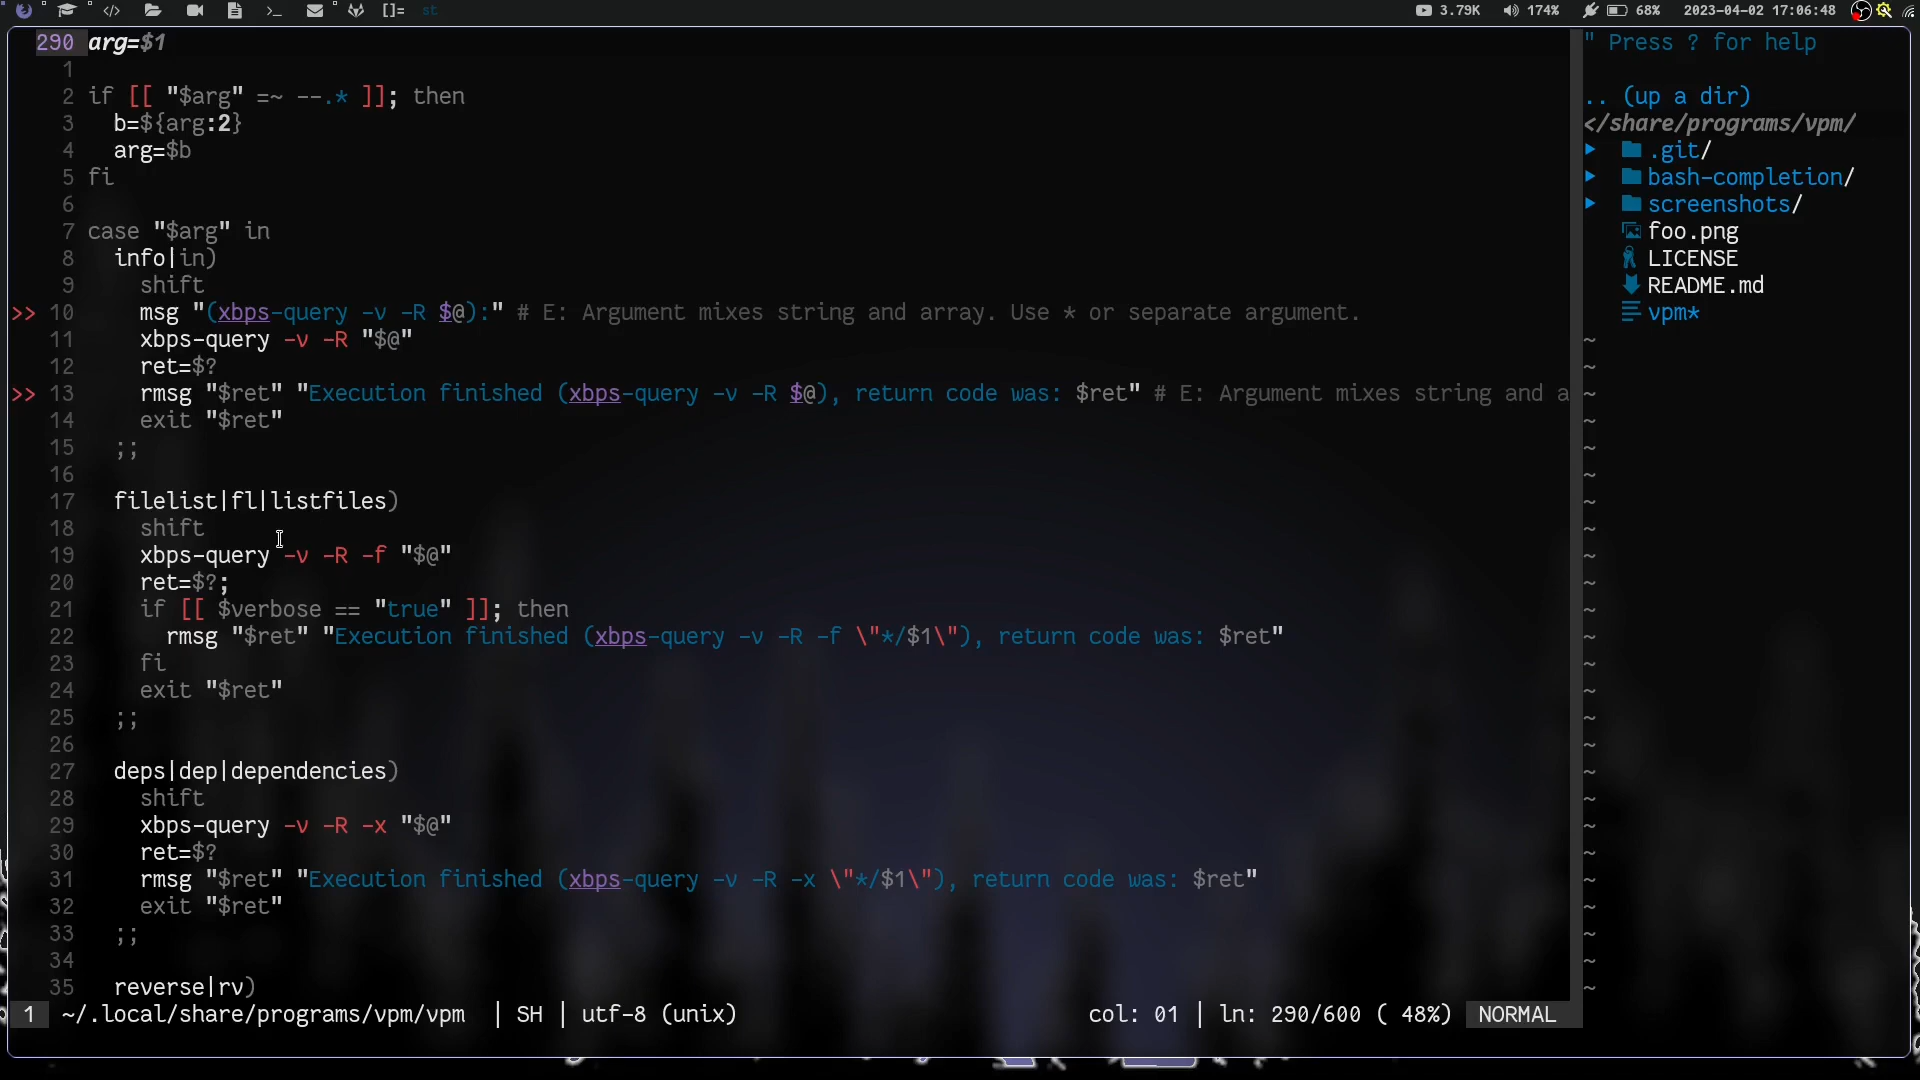 </> >_ []= st 3.79K 174% 68% 2023-04-02 17:06:48
290 arg=$1
1
2 if [[ "$arg" =~ --.* ]]; then
3 b=${arg:2}
4 arg=$b
5 fi
6
7 case "$arg" in
8 info|in)
9 shift
10 msg "(xbps-query -v -R $@):" # E: Argument mixes string and array. Use * or separate argument.
11 xbps-query -v -R "$@"
12 ret=$?
13 rmsg "$ret" "Execution finished (xbps-query -v -R $@), return code was: $ret" # E: Argument mixes string and a
14 exit "$ret"
15 ;;
16
17 filelist|fl|listfiles)
18 shift
19 xbps-query -v -R -f "$@"
20 ret=$?;
21 if [[ $verbose == "true" ]]; then
22 rmsg "$ret" "Execution finished (xbps-query -v -R -f \"*/$1\"), return code was: $ret"
23 fi
24 exit "$ret"
25 ;;
26
27 deps|dep|dependencies)
28 shift
29 xbps-query -v -R -x "$@"
30 ret=$?
31 rmsg "$ret" "Execution finished (xbps-query -v -R -x \"*/$1\"), return code was: $ret"
32 exit "$ret"
33 ;;
34
35 reverse|rv)
1 ~/.local/share/programs/vpm/vpm | SH | utf-8 (unix) col: 01 | ln: 290/600 ( 48%) NORMAL
" Press ? for help
.. (up a dir)
</share/programs/vpm/
.git/
bash-completion/
screenshots/
foo.png
LICENSE
README.md
vpm*